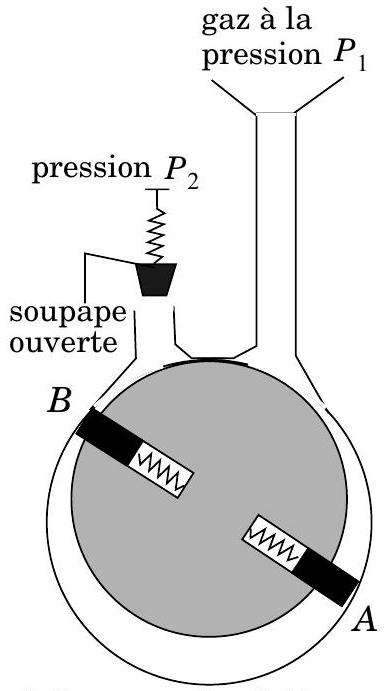 gaz à la
pression P₁
pression P₂
soupape
ouverte
B
A